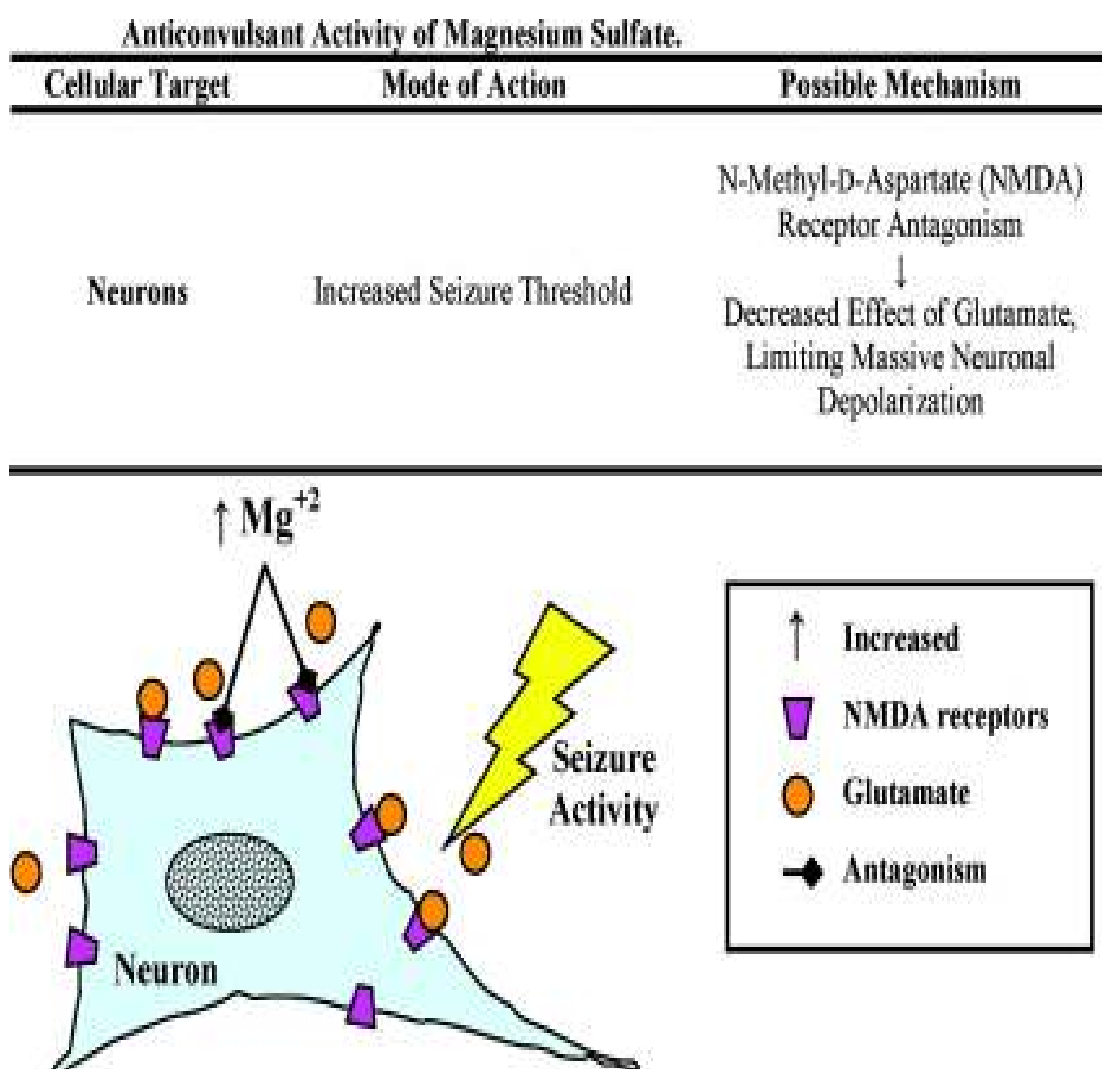 Anticonvulsant Activity of Magnesium Sulfate.
Cellular Target Mode of Action Possible Mechanism
N-Methyl-D-Aspartate (NMDA)
Receptor Antagonism
↓
Neurons Increased Seizure Threshold
Decreased Effect of Glutamate,
Limiting Massive Neuronal
Depolarization
↑ Mg+2
Seizure
Activity
Neuron
↑ Increased
NMDA receptors
Glutamate
Antagonism